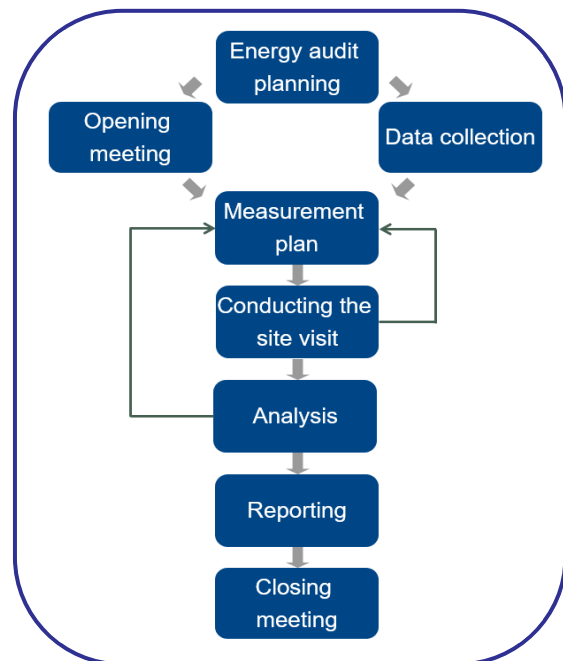 Energy audit
planning
Opening
meeting
Data collection
Measurement
plan
Conducting the
site visit
Analysis
Reporting
Closing
meeting